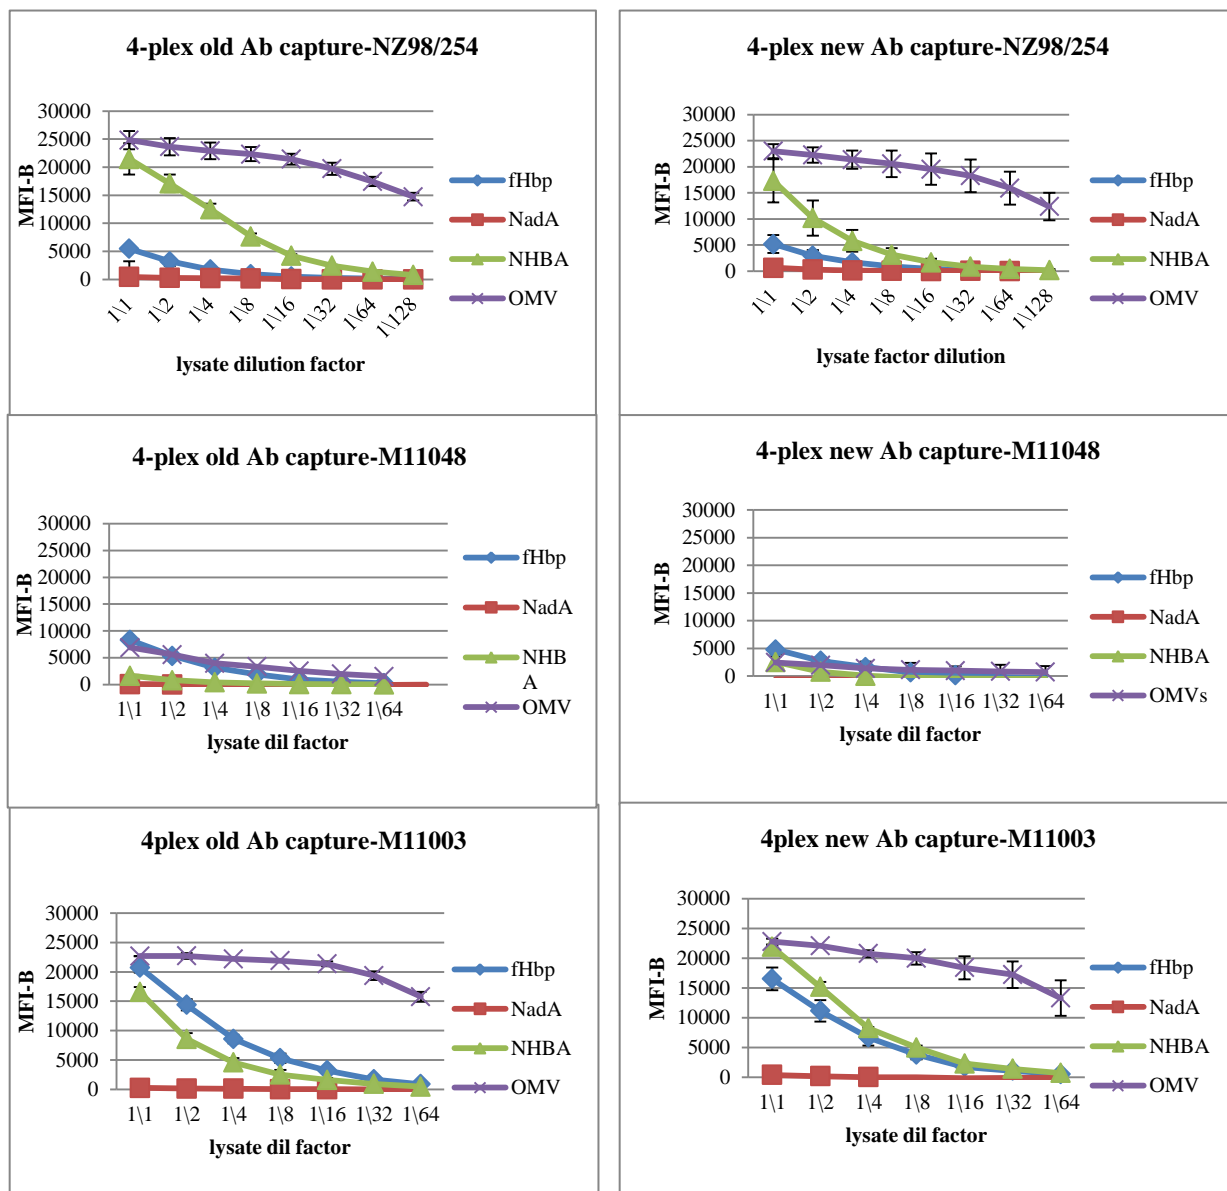 4-plex old Ab capture-NZ98/254
30000
25000
20000
15000
10000
5000
0
MFI-B
1\1
1\2
1\4
1\8
1\16
1\32
1\64
1\128
lysate dilution factor
fHbp
NadA
NHBA
OMV
4-plex new Ab capture-NZ98/254
30000
25000
20000
15000
10000
5000
0
MFI-B
1\1
1\2
1\4
1\8
1\16
1\32
1\64
1\128
lysate factor dilution
fHbp
NadA
NHBA
OMV
4-plex old Ab capture-M11048
30000
25000
20000
15000
10000
5000
0
MFI-B
1\1
1\2
1\4
1\8
1\16
1\32
1\64
lysate dil factor
fHbp
NadA
NHB
A
OMV
4-plex new Ab capture-M11048
30000
25000
20000
15000
10000
5000
0
MFI-B
1\1
1\2
1\4
1\8
1\16
1\32
1\64
lysate dil factor
fHbp
NadA
NHBA
OMVs
4plex old Ab capture-M11003
30000
25000
20000
15000
10000
5000
0
MFI-B
1\1
1\2
1\4
1\8
1\16
1\32
1\64
lysate dil factor
fHbp
NadA
NHBA
OMV
4plex new Ab capture-M11003
30000
25000
20000
15000
10000
5000
0
MFI-B
1\1
1\2
1\4
1\8
1\16
1\32
1\64
lysate dil factor
fHbp
NadA
NHBA
OMV